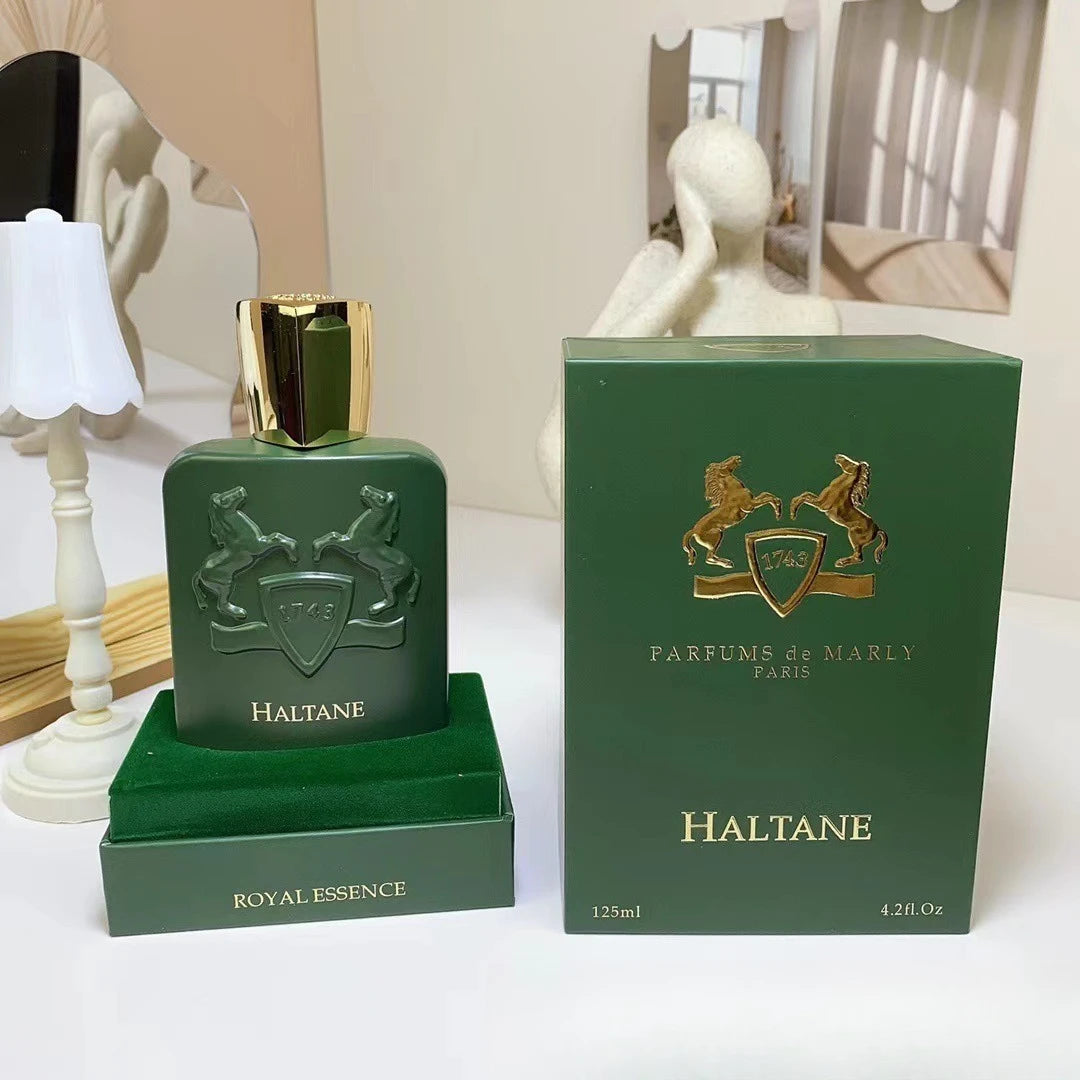 1743
HALTANE
ROYAL ESSENCE
1743
PARFUMS de MARLY
PARIS
HALTANE
125ml
4.2fl.Oz